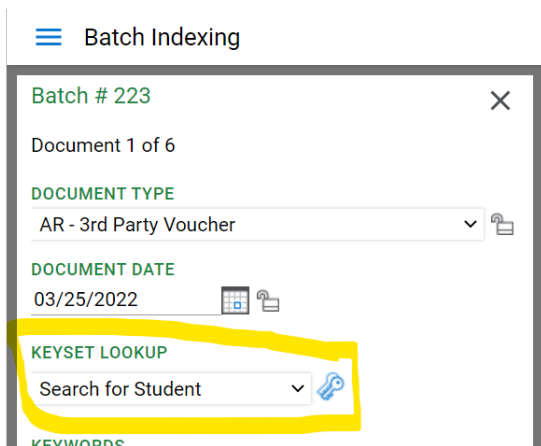 Batch Indexing
Batch # 223
Document 1 of 6
DOCUMENT TYPE
AR - 3rd Party Voucher
DOCUMENT DATE
03/25/2022
KEYSET LOOKUP
Search for Student
KEYWORDS